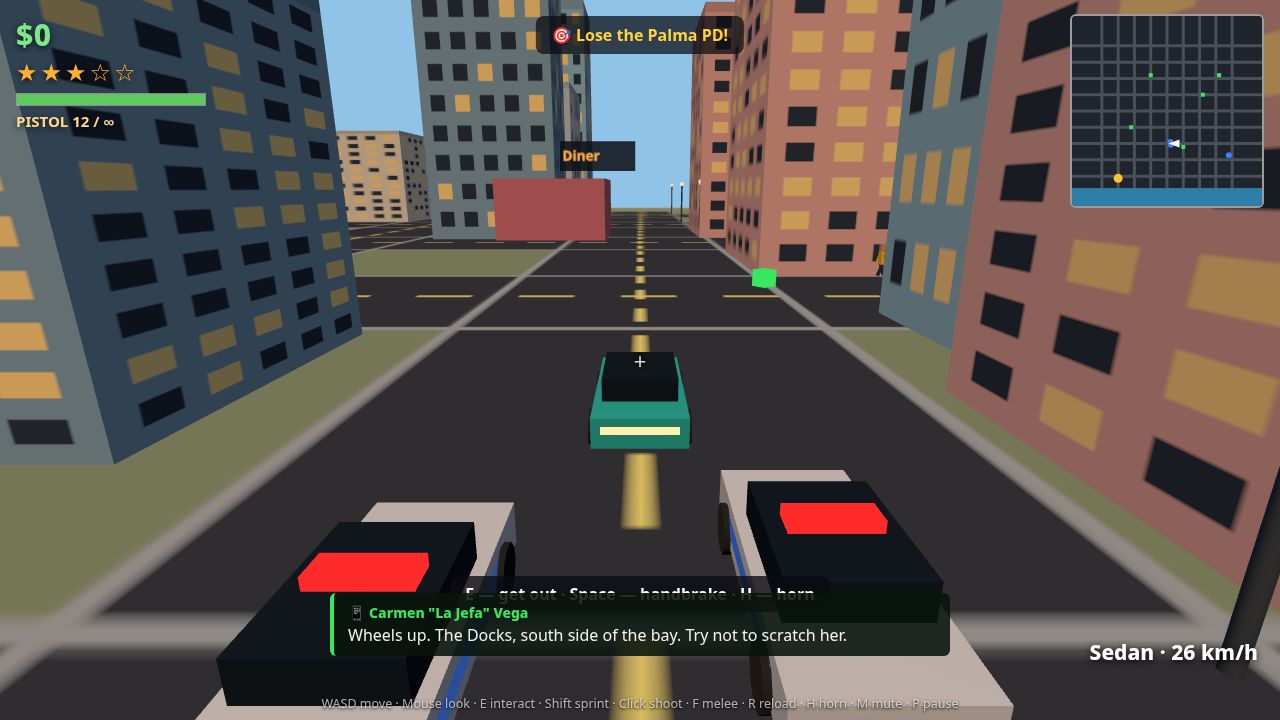 $0
🎯 Lose the Palma PD!
★★★☆☆
PISTOL 12 / ∞
Diner
E — get out · Space — handbrake · H — horn
📱 Carmen "La Jefa" Vega
Wheels up. The Docks, south side of the bay. Try not to scratch her.
Sedan · 26 km/h
WASD move · Mouse look · E interact · Shift sprint · Click shoot · F melee · R reload · H horn · M mute · P pause